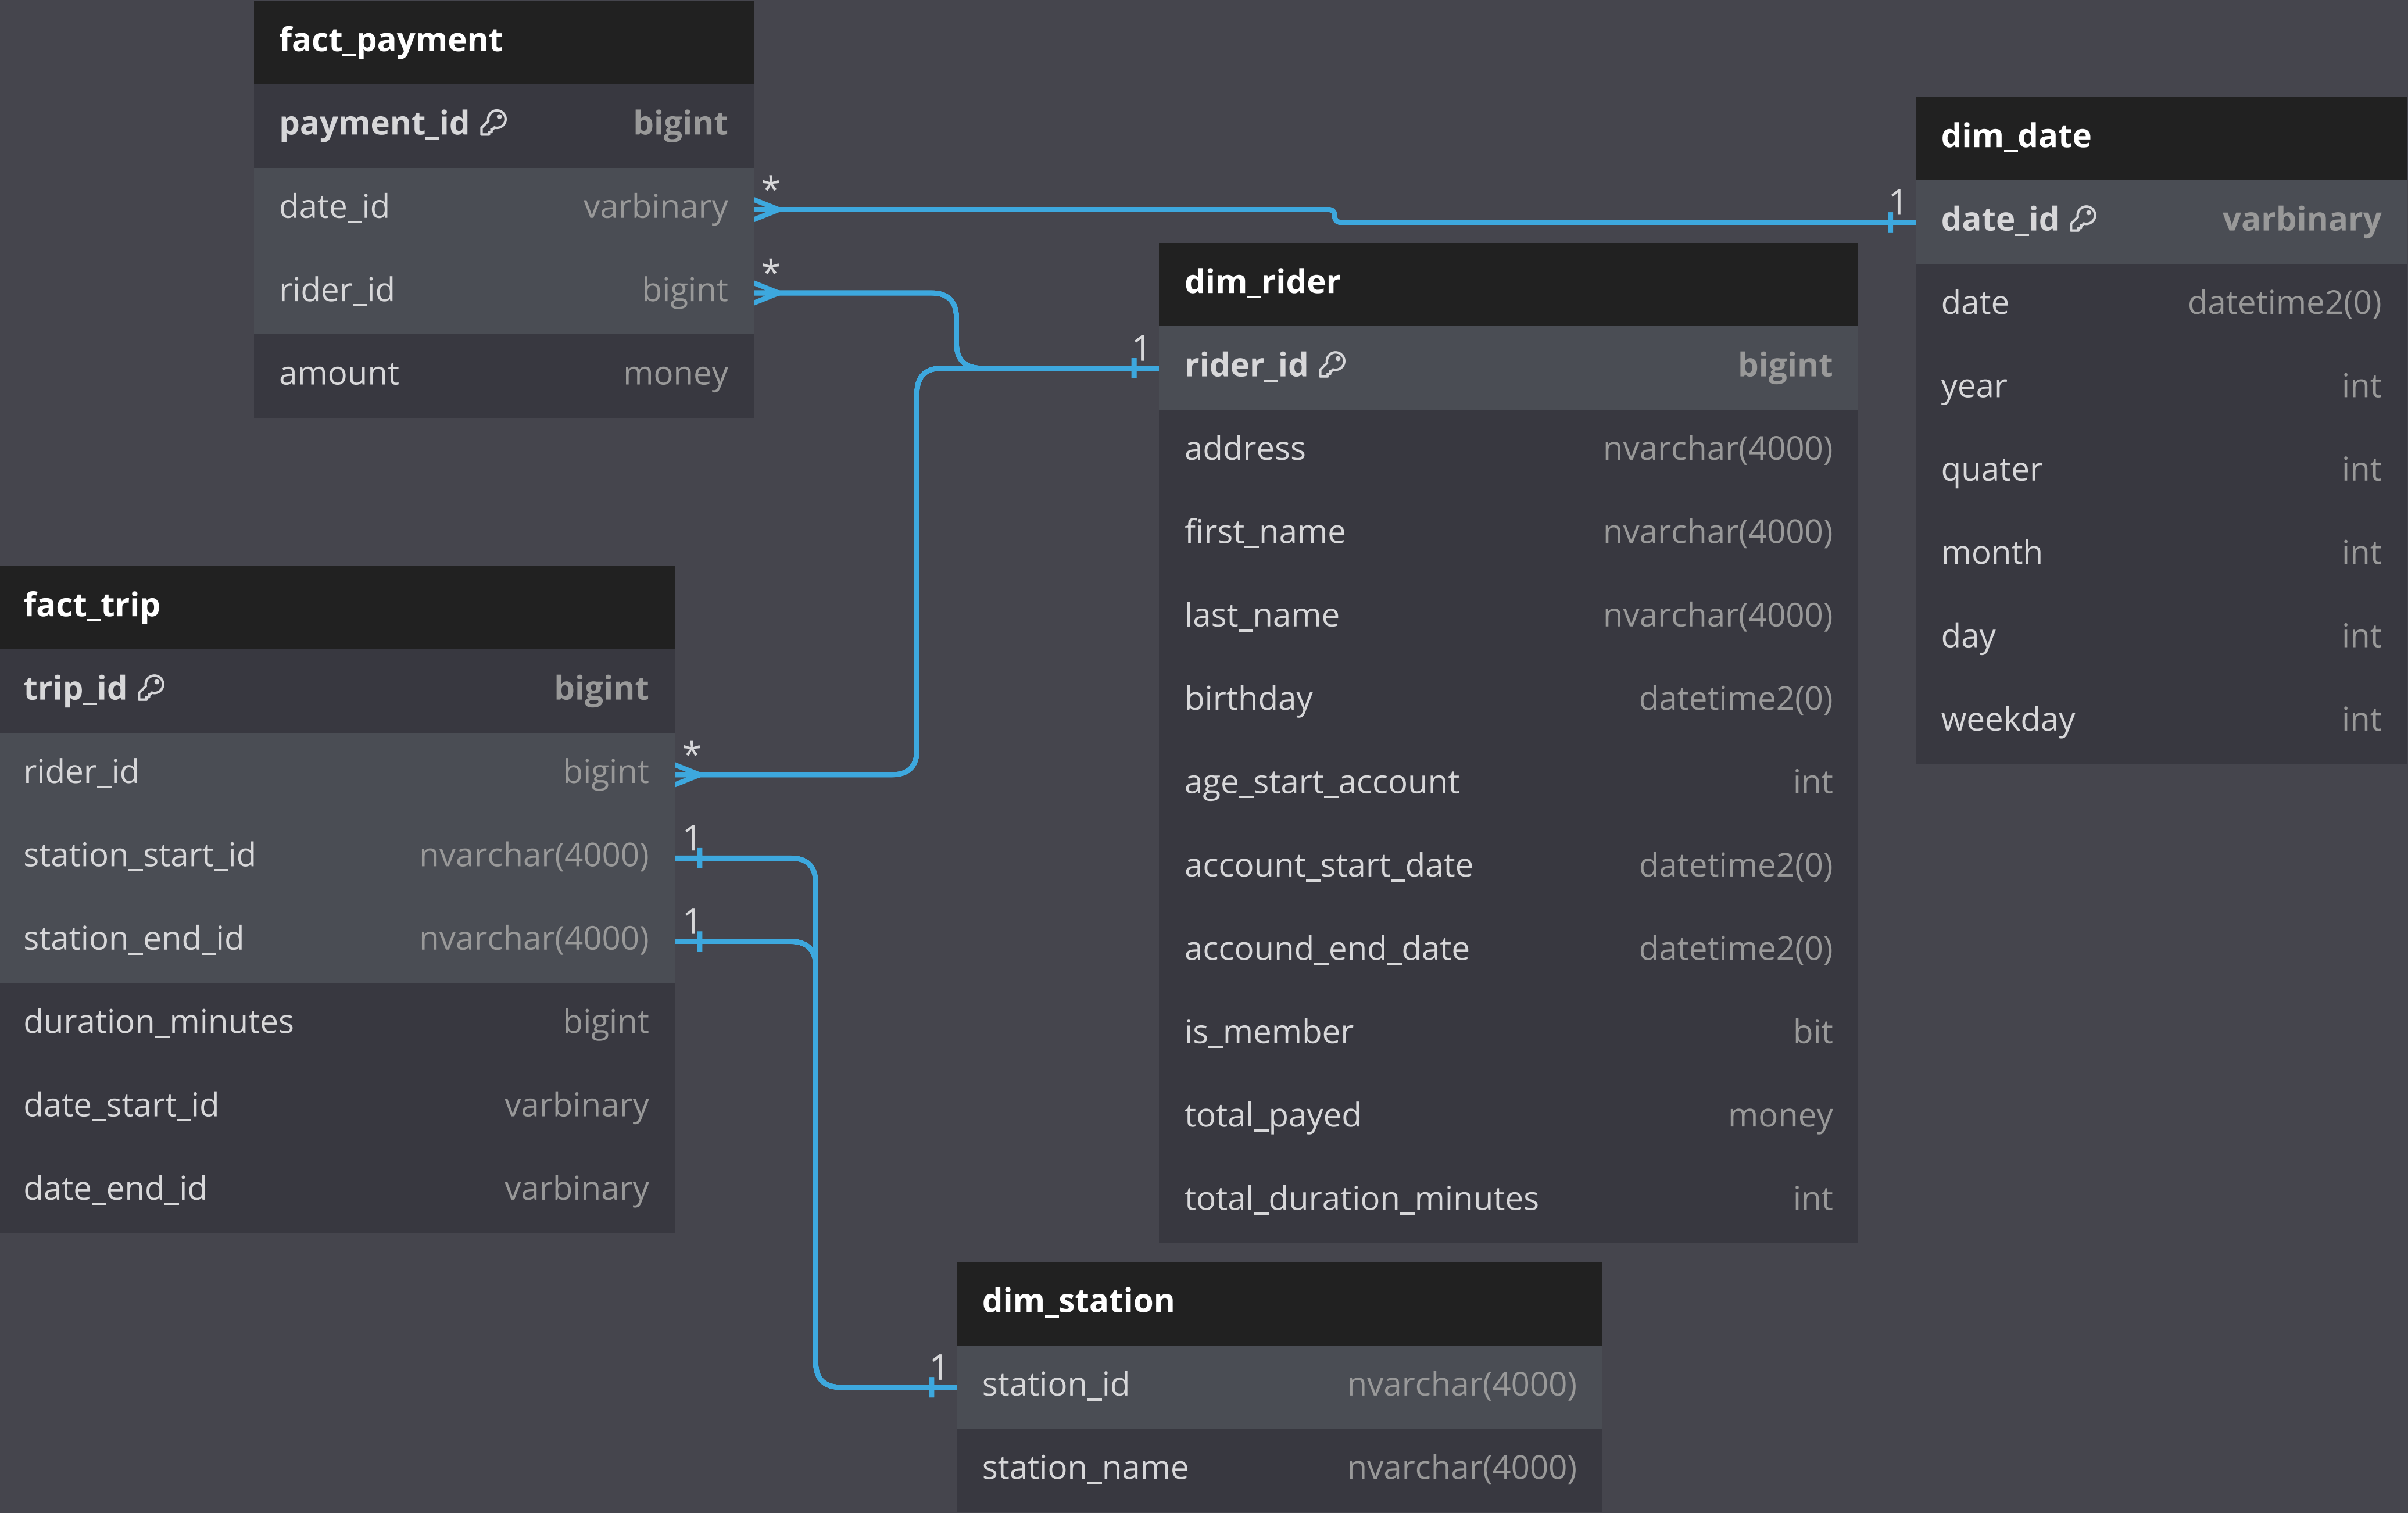 fact_payment
payment_id bigint
date_id varbinary
rider_id bigint
amount money
*
*
1
1
dim_date
date_id varbinary
date datetime2(0)
year int
quater int
month int
day int
weekday int
dim_rider
rider_id bigint
address nvarchar(4000)
first_name nvarchar(4000)
last_name nvarchar(4000)
birthday datetime2(0)
age_start_account int
account_start_date datetime2(0)
accound_end_date datetime2(0)
is_member bit
total_payed money
total_duration_minutes int
fact_trip
trip_id bigint
rider_id bigint
station_start_id nvarchar(4000)
station_end_id nvarchar(4000)
duration_minutes bigint
date_start_id varbinary
date_end_id varbinary
*
1
1
1
dim_station
station_id nvarchar(4000)
station_name nvarchar(4000)